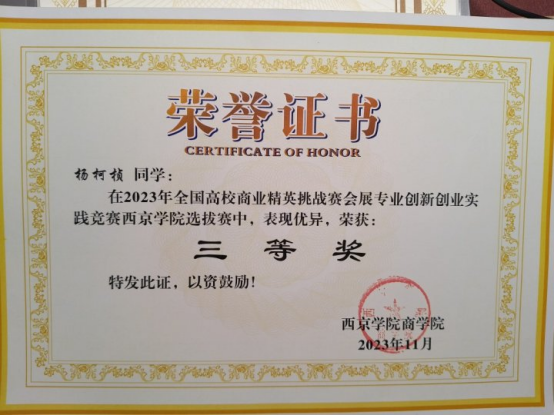 荣誉证书
CERTIFICATE OF HONOR
杨柯桢 同学：
在2023年全国高校商业精英挑战赛会展专业创新创业实
践竞赛西京学院选拔赛中，表现优异，荣获：
三等奖
特发此证，以资鼓励！
西京学院商学院
2023年11月